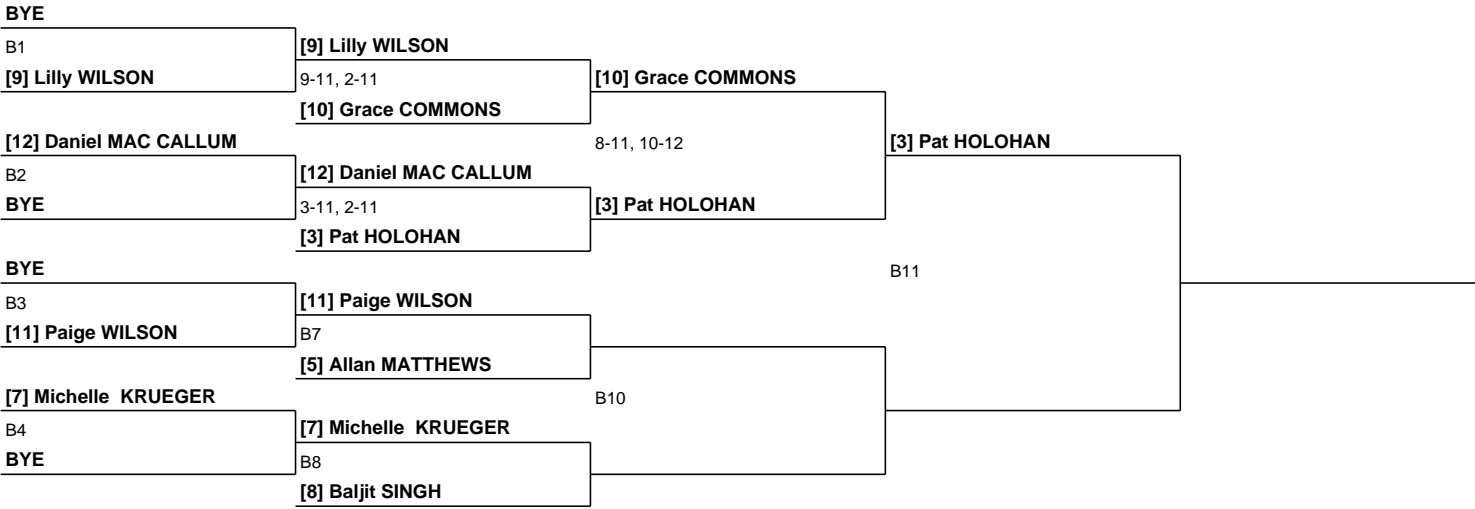 BYE
B1
[9] Lilly WILSON
[9] Lilly WILSON
9-11, 2-11
[10] Grace COMMONS
[10] Grace COMMONS
[12] Daniel MAC CALLUM
8-11, 10-12
[3] Pat HOLOHAN
B2
[12] Daniel MAC CALLUM
BYE
3-11, 2-11
[3] Pat HOLOHAN
[3] Pat HOLOHAN
BYE
B11
B3
[11] Paige WILSON
[11] Paige WILSON
B7
[5] Allan MATTHEWS
[7] Michelle  KRUEGER
B10
B4
[7] Michelle  KRUEGER
BYE
B8
[8] Baljit SINGH